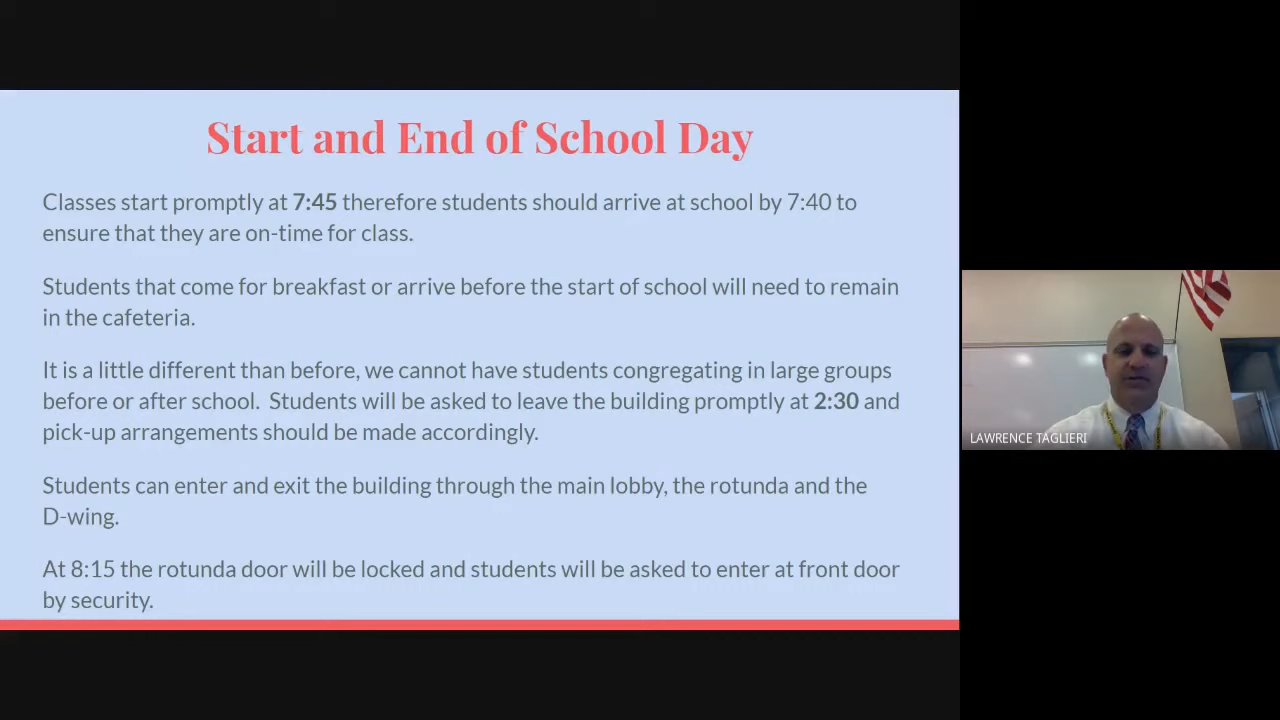 Start and End of School Day
Classes start promptly at 7:45 therefore students should arrive at school by 7:40 to
ensure that they are on-time for class.
Students that come for breakfast or arrive before the start of school will need to remain
in the cafeteria.
It is a little different than before, we cannot have students congregating in large groups
before or after school.  Students will be asked to leave the building promptly at 2:30 and
pick-up arrangements should be made accordingly.
Students can enter and exit the building through the main lobby, the rotunda and the
D-wing.
At 8:15 the rotunda door will be locked and students will be asked to enter at front door
by security.
LAWRENCE TAGLIERI